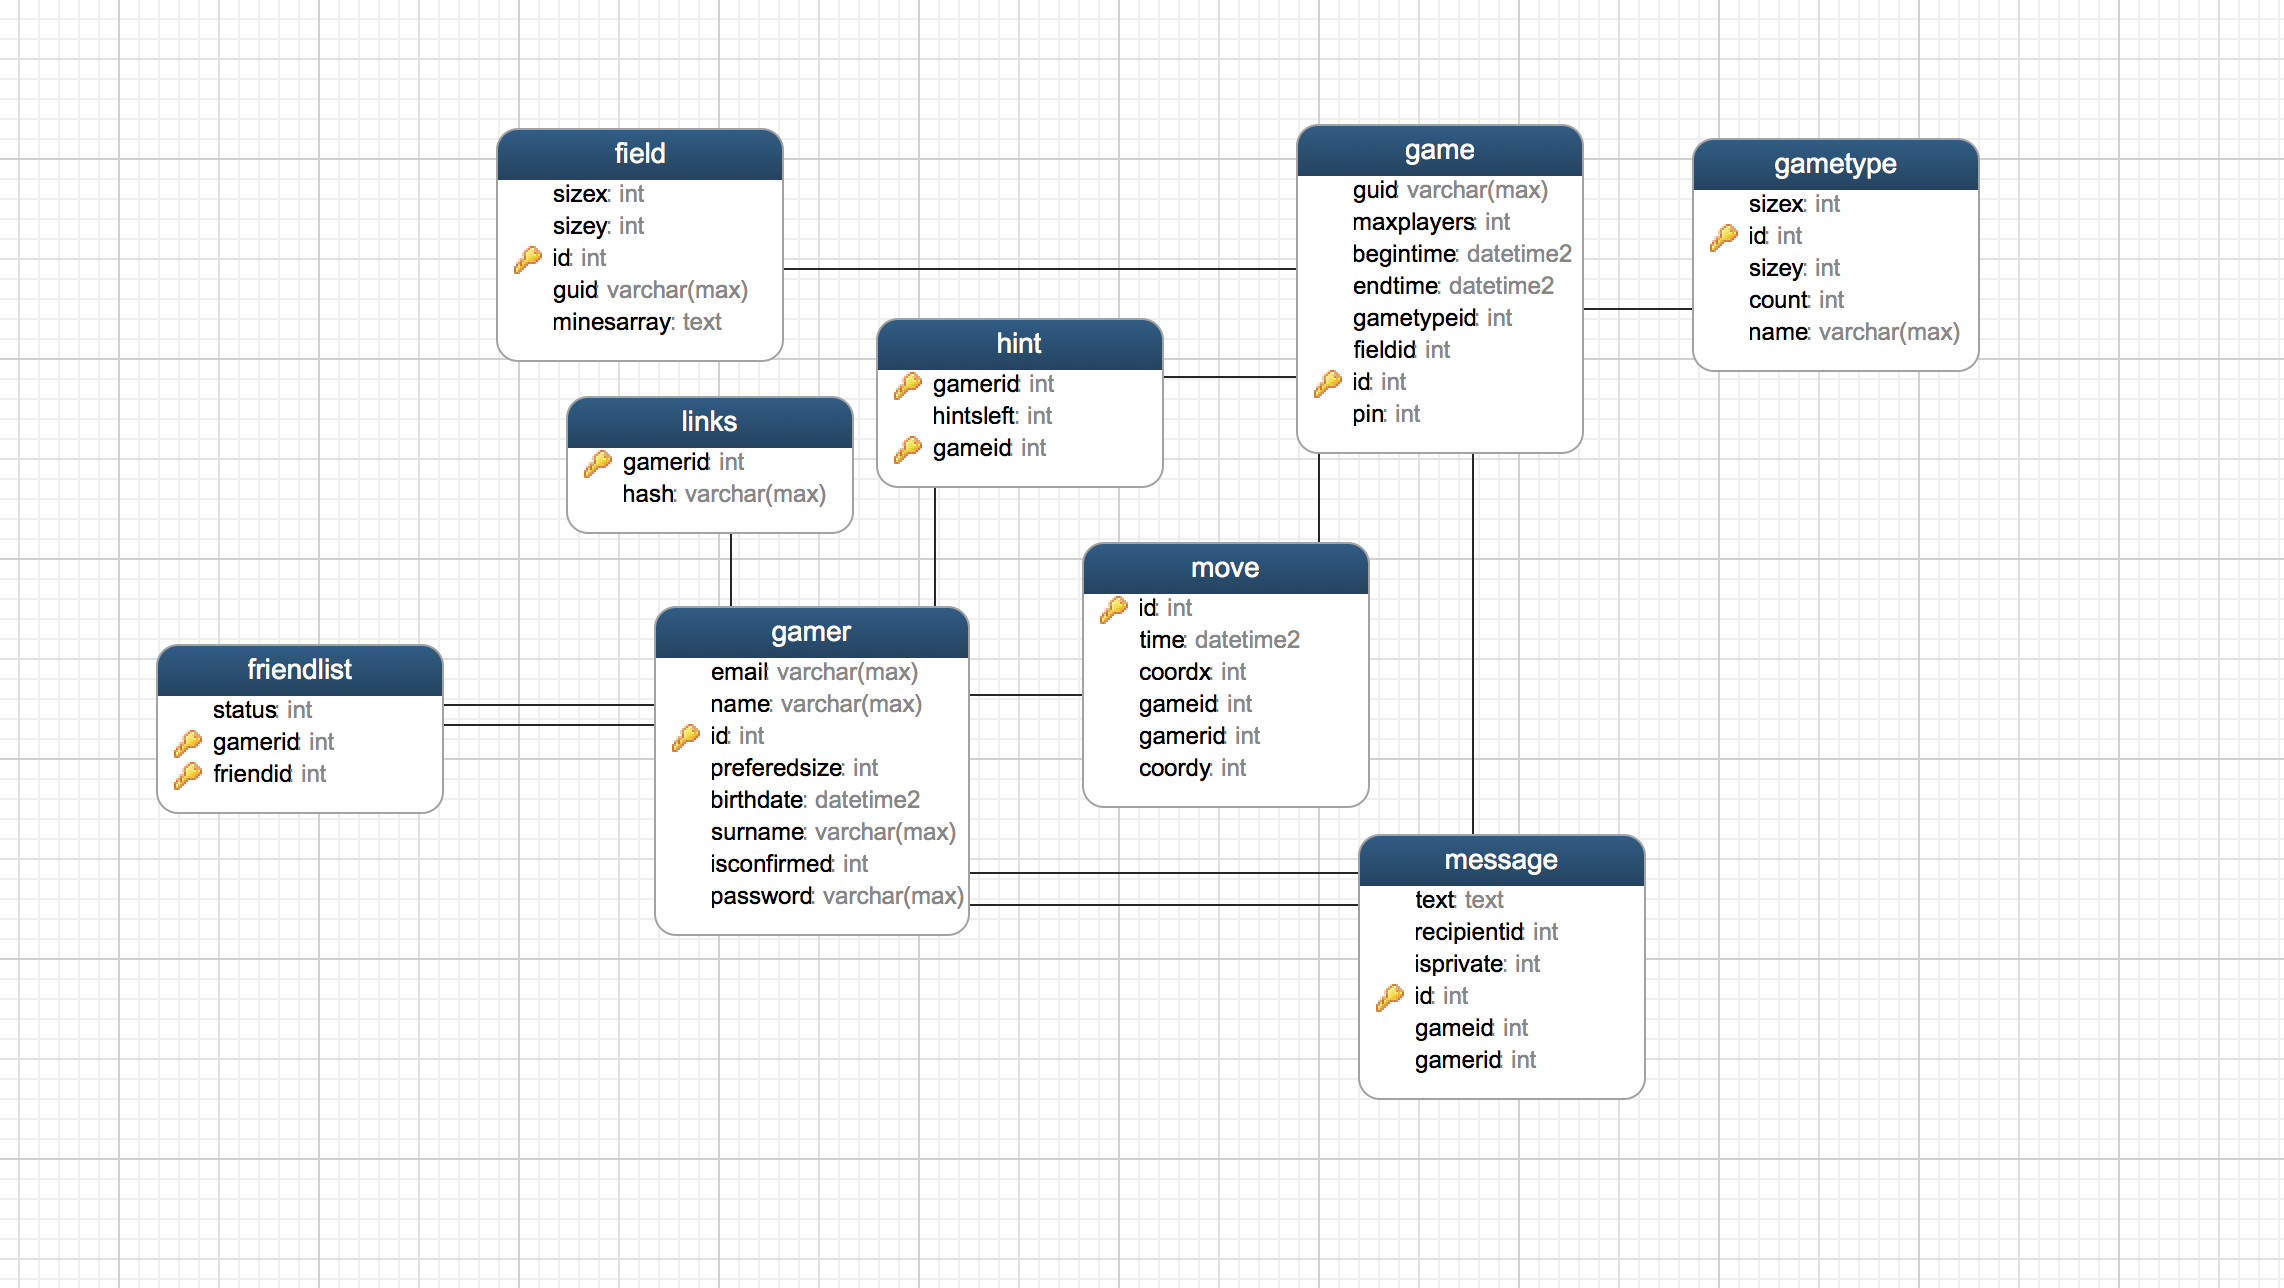 field
sizex: int
sizey: int
id: int
guid: varchar(max)
minesarray: text
game
guid: varchar(max)
maxplayers: int
begintime: datetime2
endtime: datetime2
gametypeid: int
fieldid: int
id: int
pin: int
gametype
sizex: int
id: int
sizey: int
count: int
name: varchar(max)
hint
gamerid: int
hintsleft: int
gameid: int
links
gamerid: int
hash: varchar(max)
move
id: int
time: datetime2
coordx: int
gameid: int
gamerid: int
coordy: int
gamer
email: varchar(max)
name: varchar(max)
id: int
preferedsize: int
birthdate: datetime2
surname: varchar(max)
isconfirmed: int
password: varchar(max)
friendlist
status: int
gamerid: int
friendid: int
message
text: text
recipientid: int
isprivate: int
id: int
gameid: int
gamerid: int